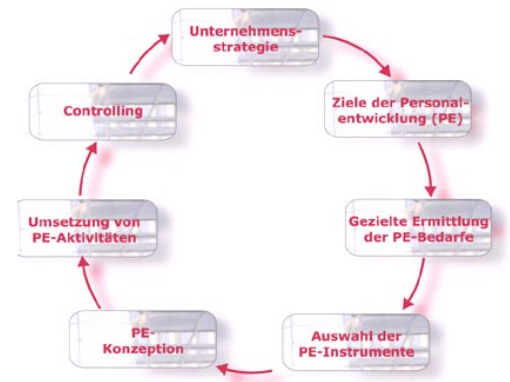 Unternehmens-
strategie
Ziele der Personal-
entwicklung (PE)
Gezielte Ermittlung
der PE-Bedarfe
Auswahl der
PE-Instrumente
PE-
Konzeption
Umsetzung von
PE-Aktivitäten
Controlling